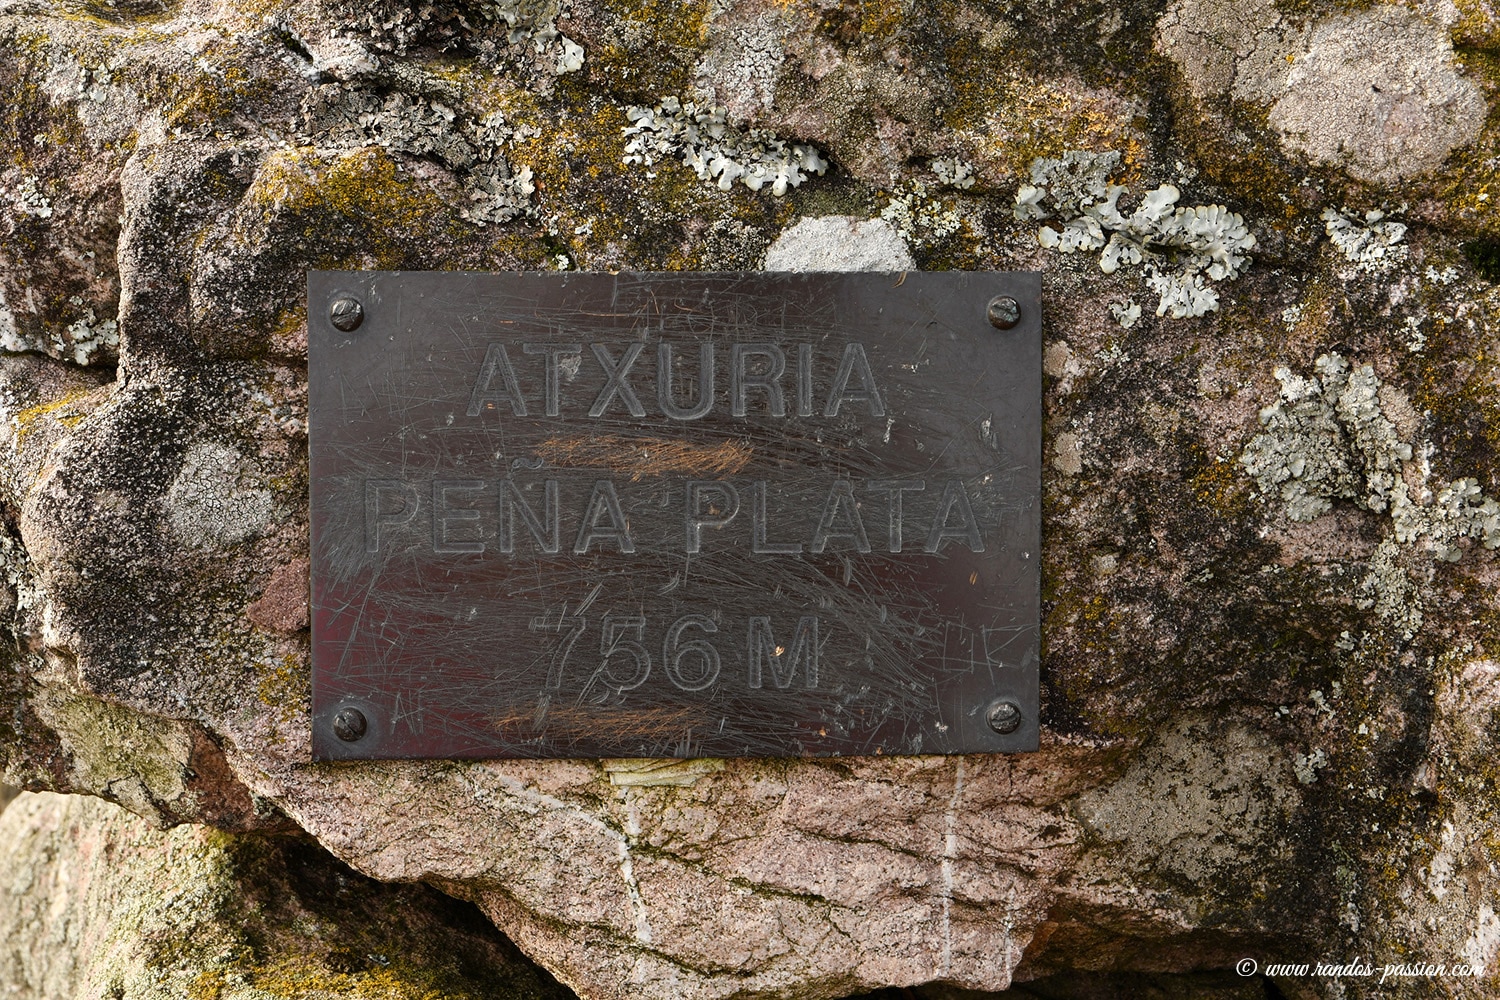 ATXURIA
PEÑA PLATA
756 M
© www.randos-passion.com